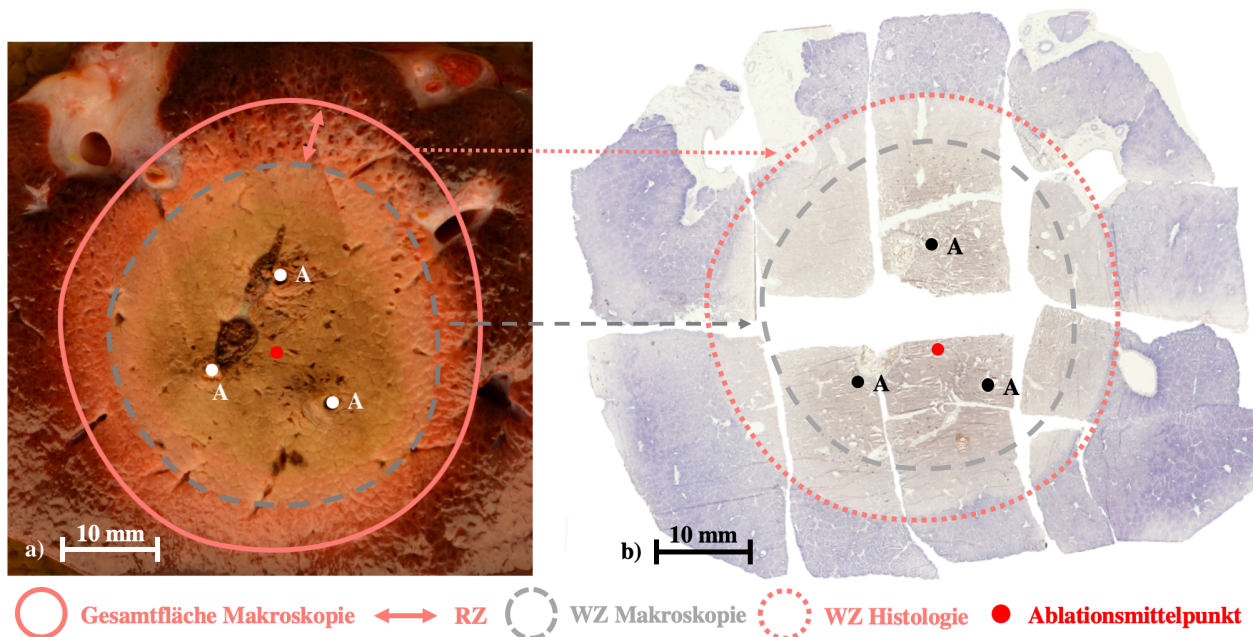 A
A
A
a)
10 mm
A
A
A
b)
10 mm
Gesamtfläche Makroskopie
RZ
WZ Makroskopie
WZ Histologie
Ablationsmittelpunkt